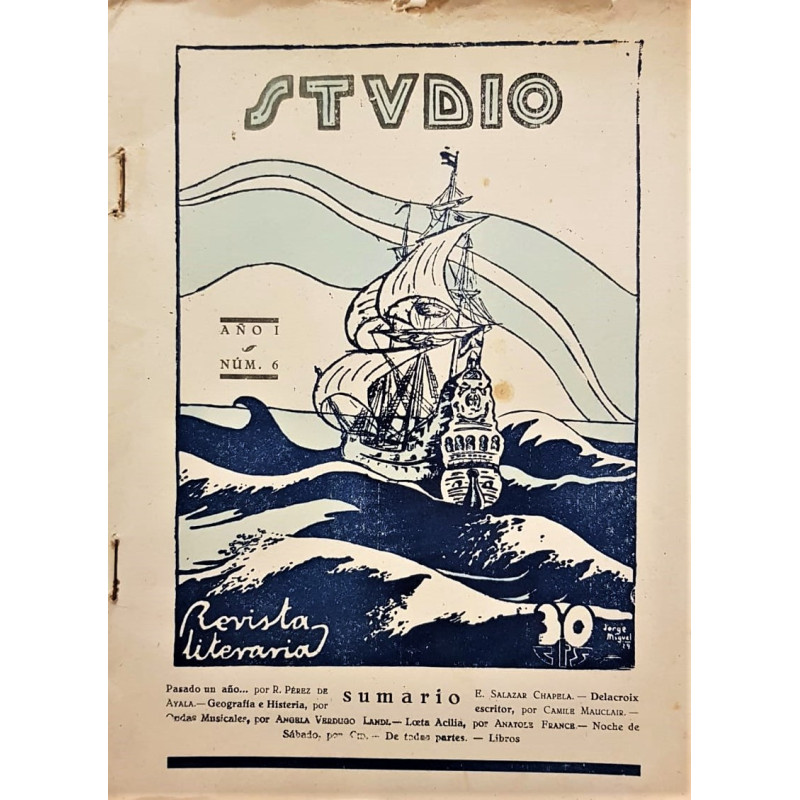 STVDIO
AÑO I
NÚM. 6
Revista
literaria
30
CTS
Jorge
Miguel
sumario
Pasado un año... por R. PÉREZ DE
AYALA.— Geografía e Histeria, por
E. SALAZAR CHAPELA. — Delacroix
escritor, por CAMILE MAUCLAIR. —
Ondas Musicales, por ANGELA VERDUGO LANDI.— Lœta Acilia, por ANATOLE FRANCE.— Noche de
Sábado, por — De todas partes. — Libros